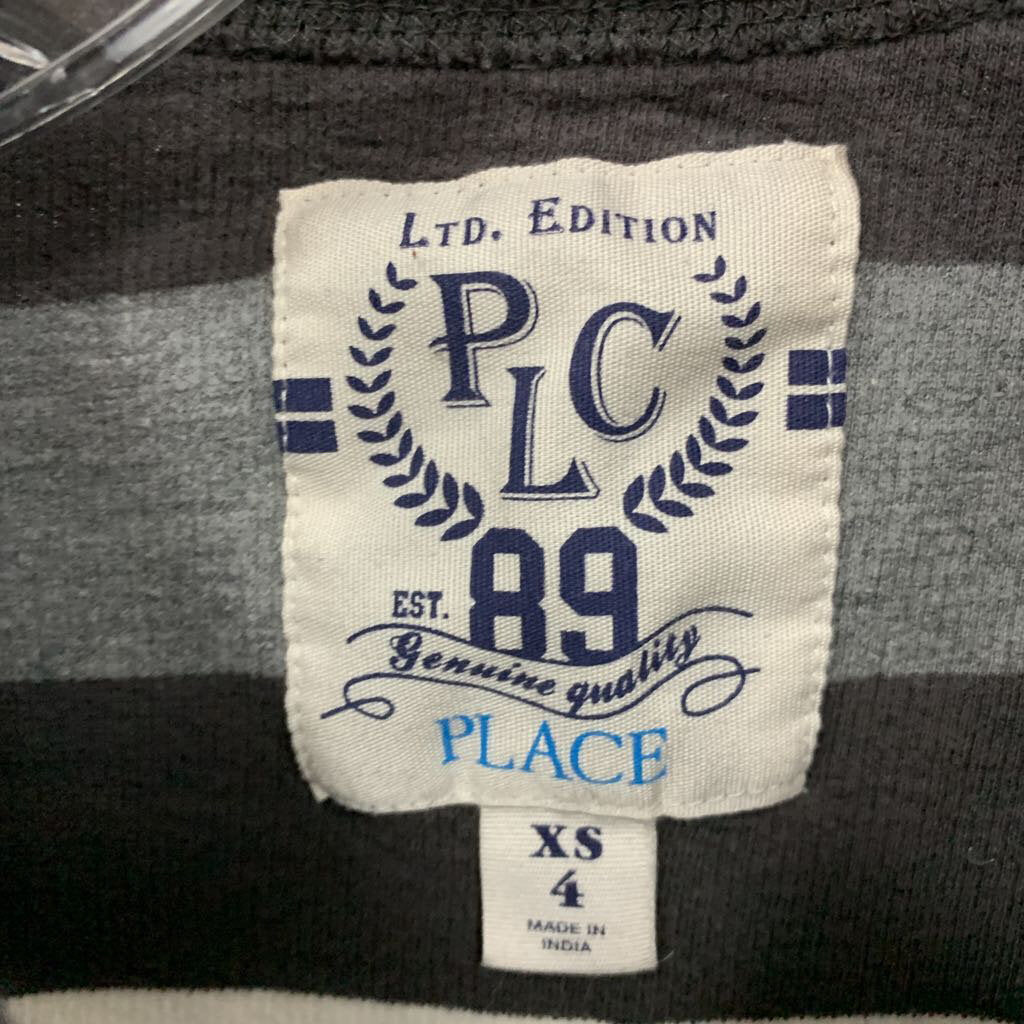 LTD. EDITION
PLC
EST. 89
Genuine quality
PLACE
XS
4
MADE IN
INDIA